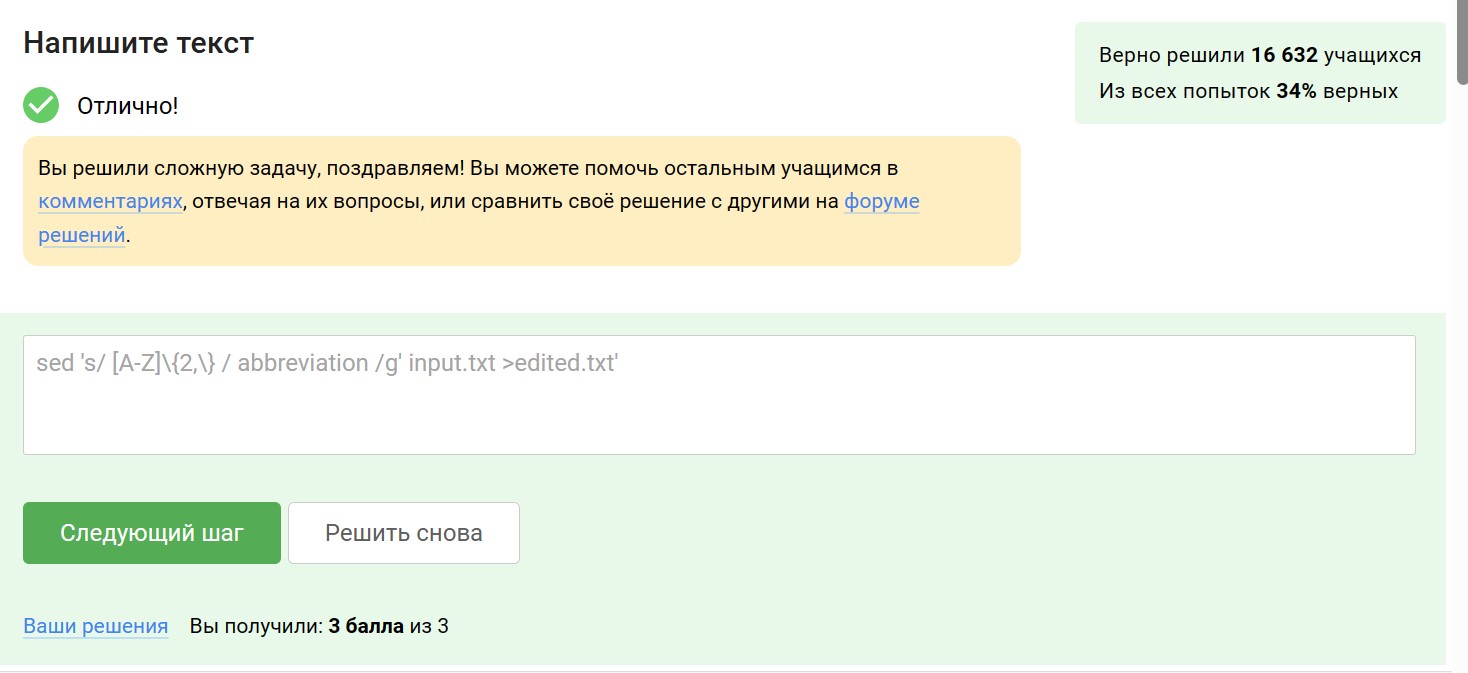 Напишите текст
Верно решили 16 632 учащихся
Из всех попыток 34% верных
Отлично!
Вы решили сложную задачу, поздравляем! Вы можете помочь остальным учащимся в
комментариях, отвечая на их вопросы, или сравнить своё решение с другими на форуме
решений.
sed 's/ [A-Z]\{2,\} / abbreviation /g' input.txt >edited.txt'
Следующий шаг
Решить снова
Ваши решения Вы получили: 3 балла из 3